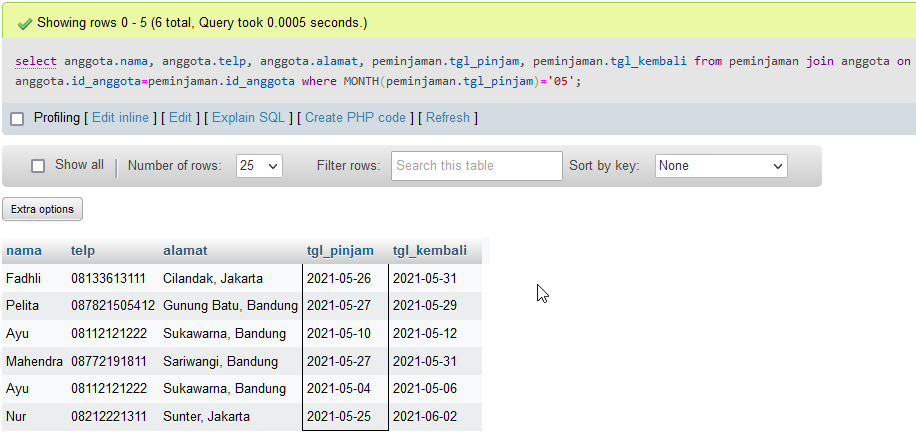 Showing rows 0 - 5 (6 total, Query took 0.0005 seconds.)
select anggota.nama, anggota.telp, anggota.alamat, peminjaman.tgl_pinjam, peminjaman.tgl_kembali from peminjaman join anggota on
anggota.id_anggota=peminjaman.id_anggota where MONTH(peminjaman.tgl_pinjam)='05';
Profiling [ Edit inline ] [ Edit ] [ Explain SQL ] [ Create PHP code ] [ Refresh ]
Show all Number of rows: 25 Filter rows: Search this table Sort by key: None
Extra options
nama telp alamat tgl_pinjam tgl_kembali
Fadhli 08133613111 Cilandak, Jakarta 2021-05-26 2021-05-31
Pelita 087821505412 Gunung Batu, Bandung 2021-05-27 2021-05-29
Ayu 08112121222 Sukawarna, Bandung 2021-05-10 2021-05-12
Mahendra 08772191811 Sariwangi, Bandung 2021-05-27 2021-05-31
Ayu 08112121222 Sukawarna, Bandung 2021-05-04 2021-05-06
Nur 08212221311 Sunter, Jakarta 2021-05-25 2021-06-02